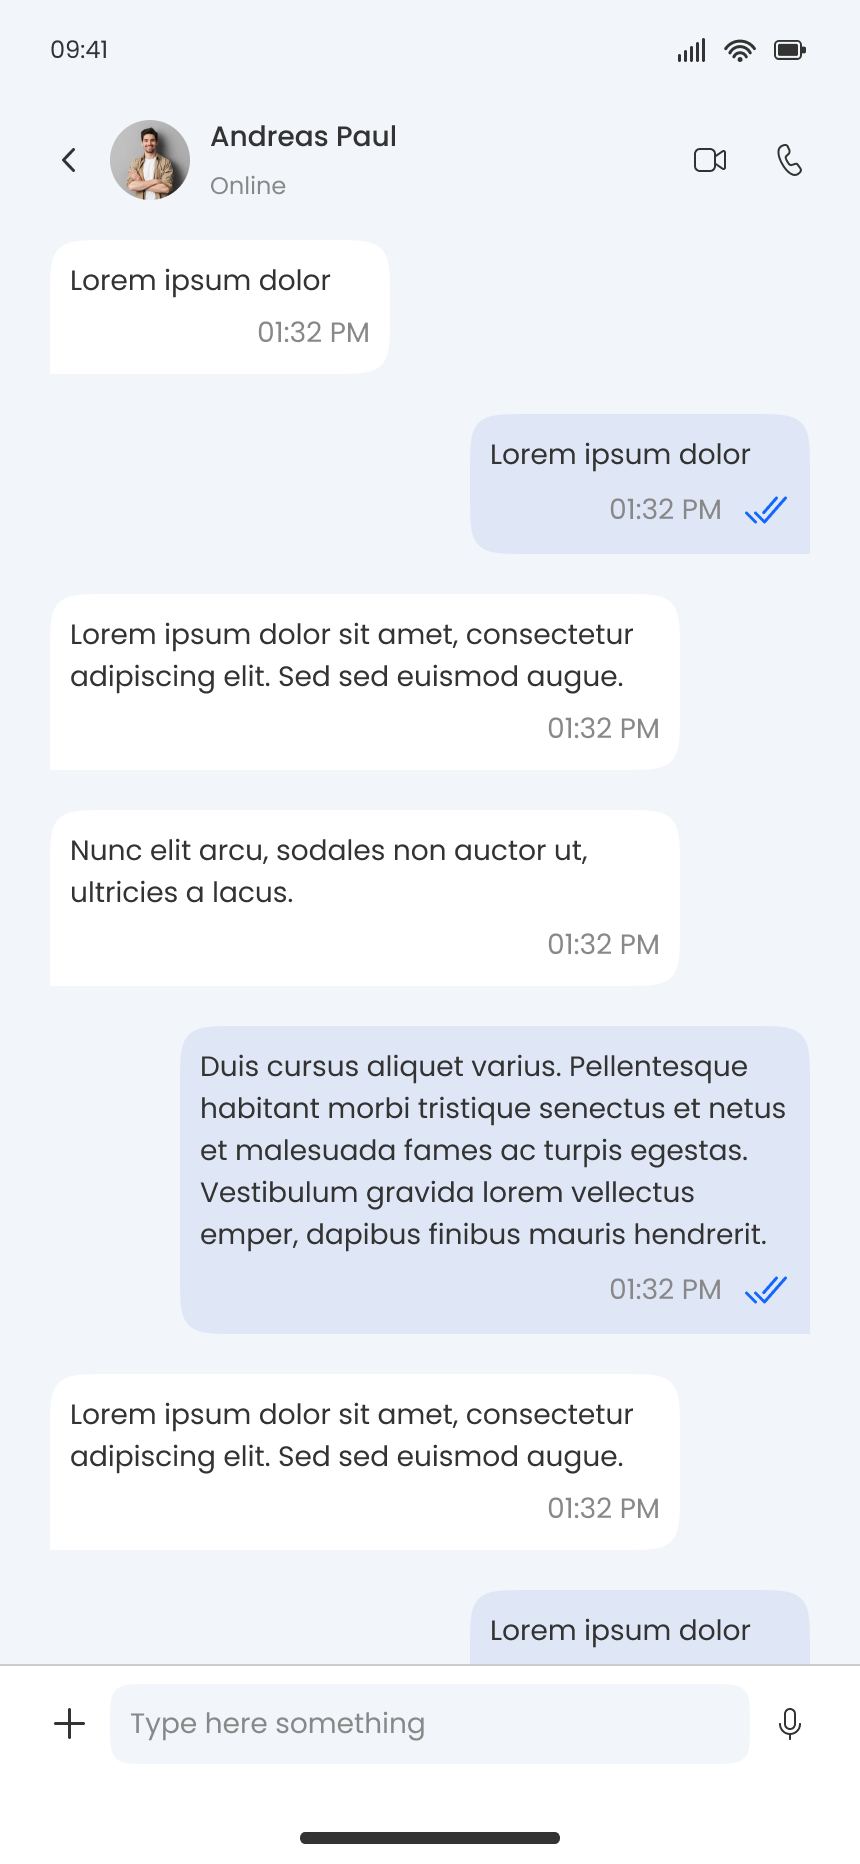 09:41
Andreas Paul
Online
Lorem ipsum dolor
01:32 PM
Lorem ipsum dolor
01:32 PM
Lorem ipsum dolor sit amet, consectetur
adipiscing elit. Sed sed euismod augue.
01:32 PM
Nunc elit arcu, sodales non auctor ut,
ultricies a lacus.
01:32 PM
Duis cursus aliquet varius. Pellentesque
habitant morbi tristique senectus et netus
et malesuada fames ac turpis egestas.
Vestibulum gravida lorem vellectus
emper, dapibus finibus mauris hendrerit.
01:32 PM
Lorem ipsum dolor sit amet, consectetur
adipiscing elit. Sed sed euismod augue.
01:32 PM
Lorem ipsum dolor
Type here something